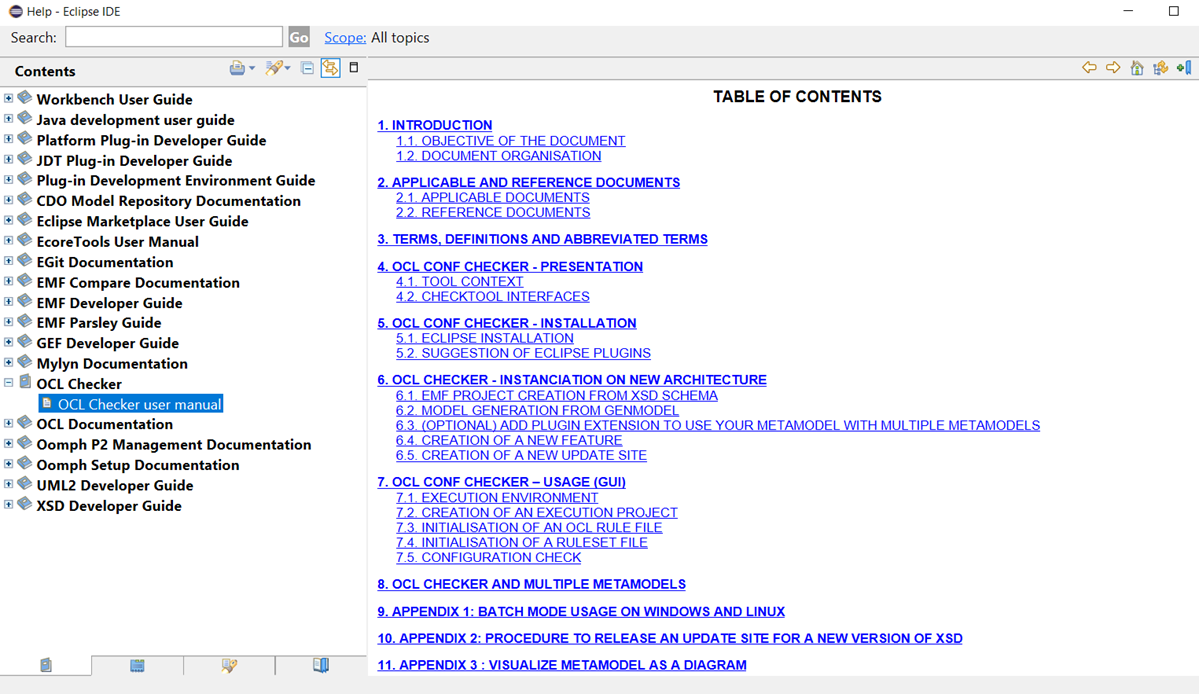 Help - Eclipse IDE
Search:
Go
Scope: All topics
Contents
Workbench User Guide
Java development user guide
Platform Plug-in Developer Guide
JDT Plug-in Developer Guide
Plug-in Development Environment Guide
CDO Model Repository Documentation
Eclipse Marketplace User Guide
EcoreTools User Manual
EGit Documentation
EMF Compare Documentation
EMF Developer Guide
EMF Parsley Guide
GEF Developer Guide
Mylyn Documentation
OCL Checker
OCL Checker user manual
OCL Documentation
Oomph P2 Management Documentation
Oomph Setup Documentation
UML2 Developer Guide
XSD Developer Guide
TABLE OF CONTENTS
1. INTRODUCTION
1.1. OBJECTIVE OF THE DOCUMENT
1.2. DOCUMENT ORGANISATION
2. APPLICABLE AND REFERENCE DOCUMENTS
2.1. APPLICABLE DOCUMENTS
2.2. REFERENCE DOCUMENTS
3. TERMS, DEFINITIONS AND ABBREVIATED TERMS
4. OCL CONF CHECKER - PRESENTATION
4.1. TOOL CONTEXT
4.2. CHECKTOOL INTERFACES
5. OCL CONF CHECKER - INSTALLATION
5.1. ECLIPSE INSTALLATION
5.2. SUGGESTION OF ECLIPSE PLUGINS
6. OCL CHECKER - INSTANCIATION ON NEW ARCHITECTURE
6.1. EMF PROJECT CREATION FROM XSD SCHEMA
6.2. MODEL GENERATION FROM GENMODEL
6.3. (OPTIONAL) ADD PLUGIN EXTENSION TO USE YOUR METAMODEL WITH MULTIPLE METAMODELS
6.4. CREATION OF A NEW FEATURE
6.5. CREATION OF A NEW UPDATE SITE
7. OCL CONF CHECKER – USAGE (GUI)
7.1. EXECUTION ENVIRONMENT
7.2. CREATION OF AN EXECUTION PROJECT
7.3. INITIALISATION OF AN OCL RULE FILE
7.4. INITIALISATION OF A RULESET FILE
7.5. CONFIGURATION CHECK
8. OCL CHECKER AND MULTIPLE METAMODELS
9. APPENDIX 1: BATCH MODE USAGE ON WINDOWS AND LINUX
10. APPENDIX 2: PROCEDURE TO RELEASE AN UPDATE SITE FOR A NEW VERSION OF XSD
11. APPENDIX 3 : VISUALIZE METAMODEL AS A DIAGRAM